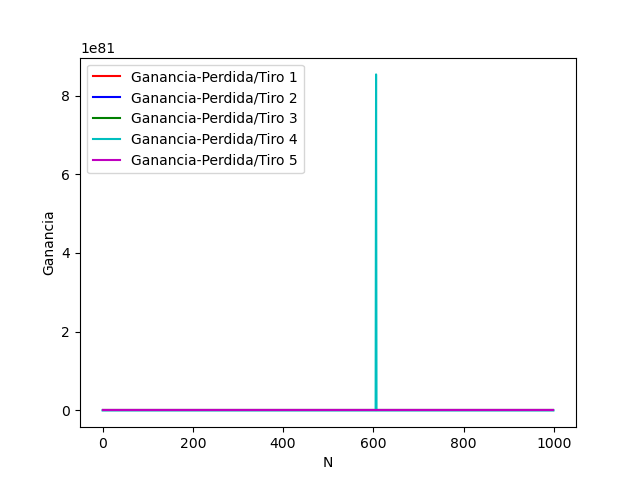 1e81
Ganancia-Perdida/Tiro 1
Ganancia-Perdida/Tiro 2
Ganancia-Perdida/Tiro 3
Ganancia-Perdida/Tiro 4
Ganancia-Perdida/Tiro 5
Ganancia
8
6
4
2
0
0 200 400 600 800 1000
N